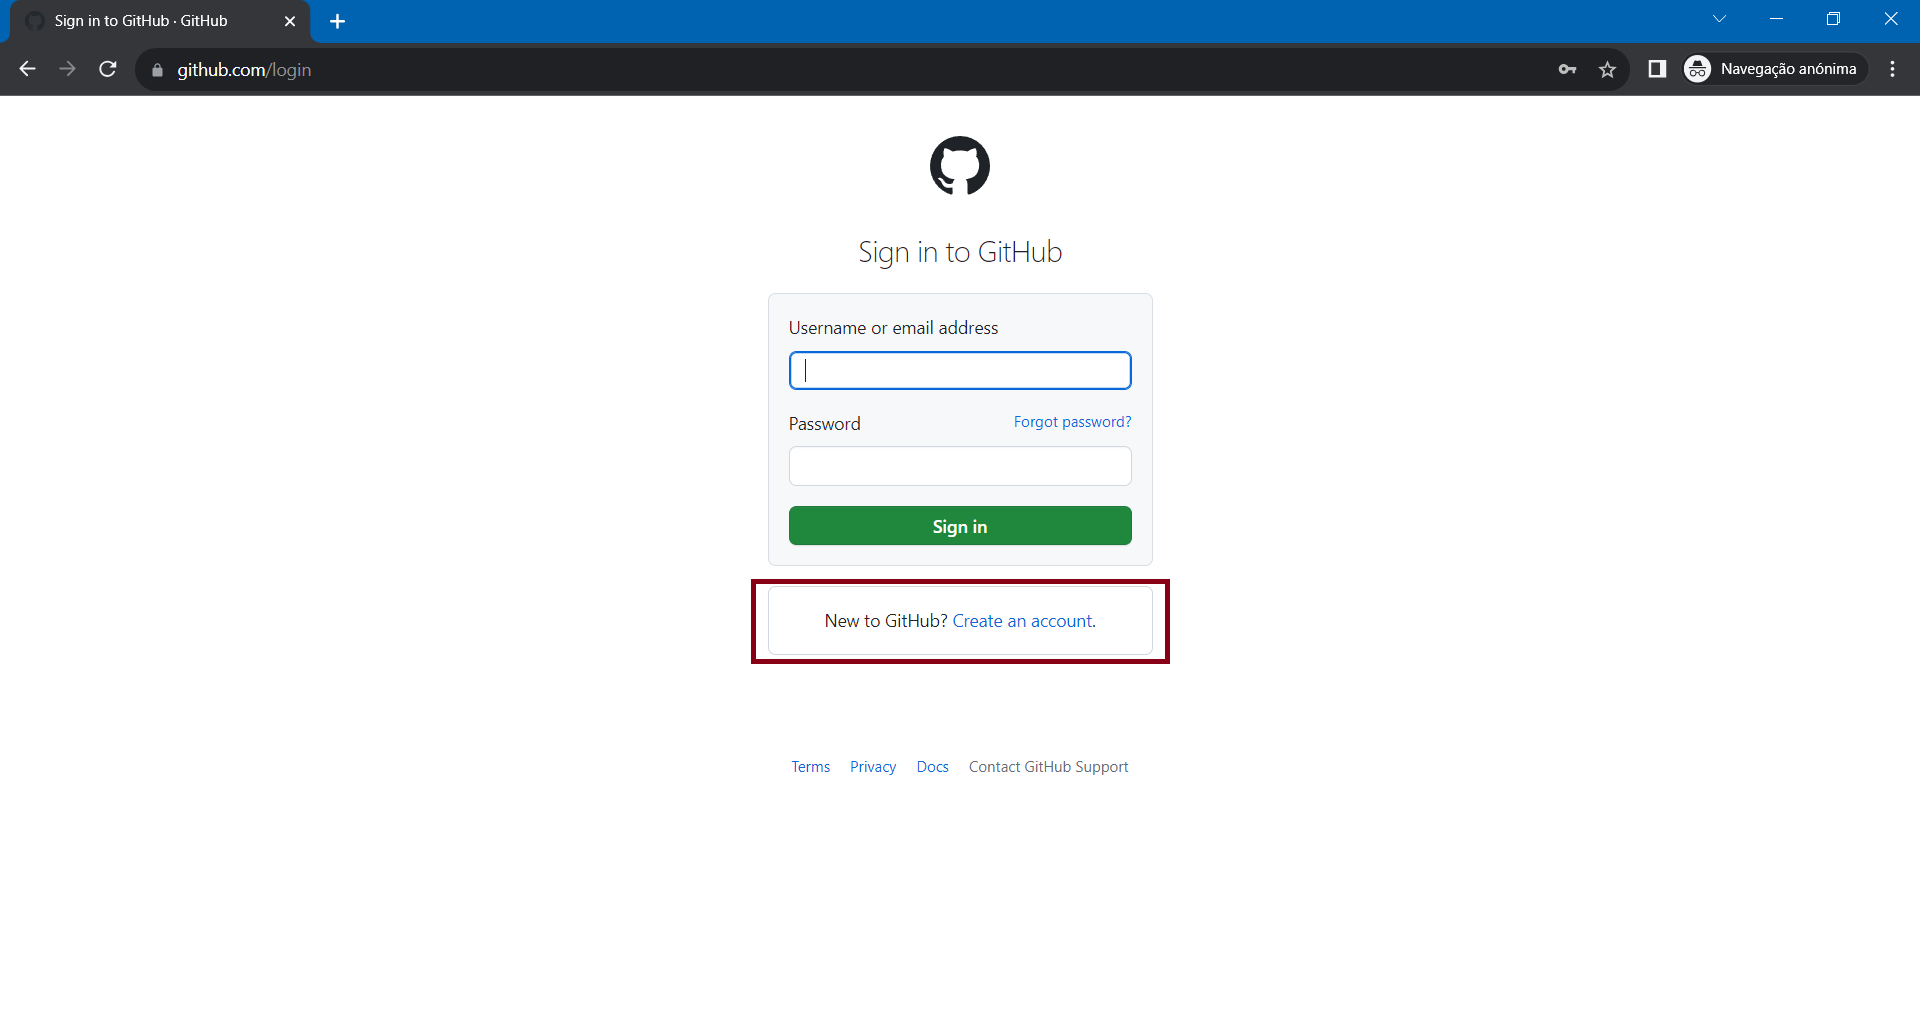 Sign in to GitHub · GitHub
github.com/login
Navegação anónima
Sign in to GitHub
Username or email address
Password
Forgot password?
Sign in
New to GitHub? Create an account.
Terms Privacy Docs Contact GitHub Support